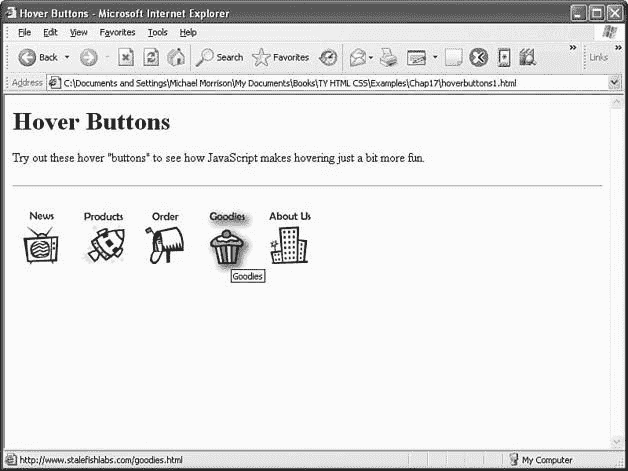 Hover Buttons - Microsoft Internet Explorer
File Edit View Favorites Tools Help
Back Search Favorites » Links »
Address C:\Documents and Settings\Michael Morrison\My Documents\Books\TY HTML CSS\Examples\Chap17\hoverbuttons1.html
Hover Buttons
Try out these hover "buttons" to see how JavaScript makes hovering just a bit more fun.
News Products Order Goodies About Us
Goodies
http://www.stalefishlabs.com/goodies.html My Computer